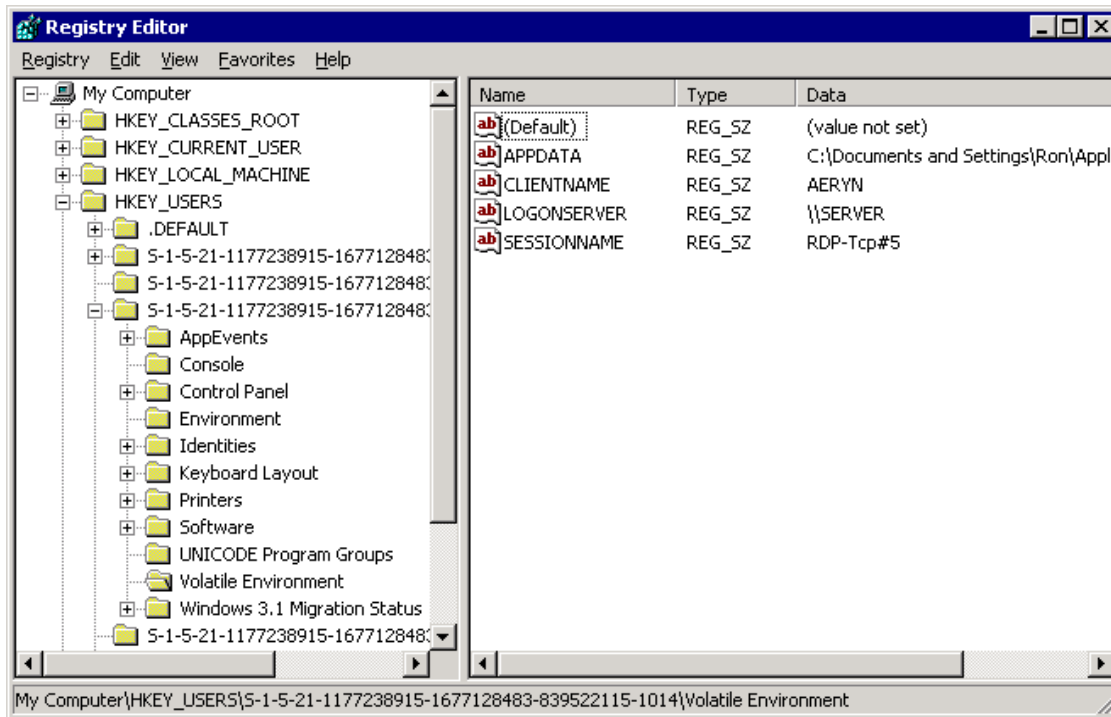 Registry Editor
Registry Edit View Favorites Help
My Computer
HKEY_CLASSES_ROOT
HKEY_CURRENT_USER
HKEY_LOCAL_MACHINE
HKEY_USERS
.DEFAULT
S-1-5-21-1177238915-1677128483
S-1-5-21-1177238915-1677128483
S-1-5-21-1177238915-1677128483
AppEvents
Console
Control Panel
Environment
Identities
Keyboard Layout
Printers
Software
UNICODE Program Groups
Volatile Environment
Windows 3.1 Migration Status
S-1-5-21-1177238915-1677128483
Name Type Data
(Default) REG_SZ (value not set)
APPDATA REG_SZ C:\Documents and Settings\Ron\Appl
CLIENTNAME REG_SZ AERYN
LOGONSERVER REG_SZ \\SERVER
SESSIONNAME REG_SZ RDP-Tcp#5
My Computer\HKEY_USERS\S-1-5-21-1177238915-1677128483-839522115-1014\Volatile Environment